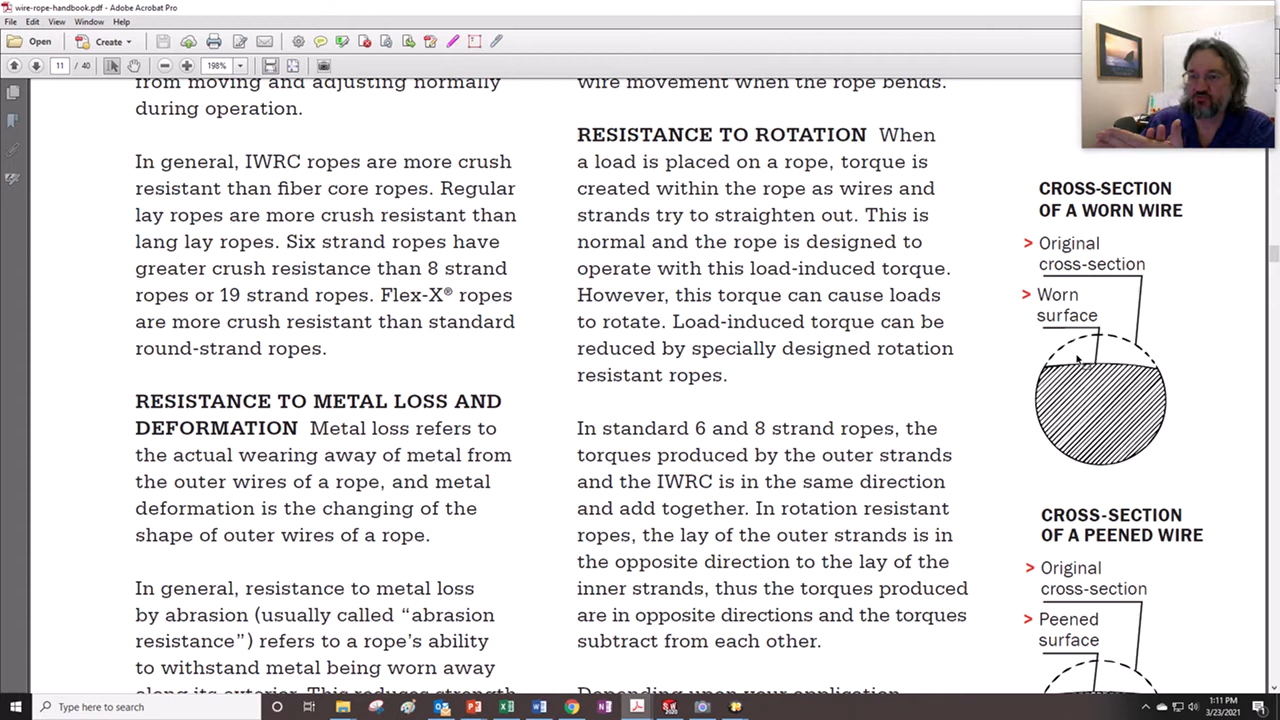 wire-rope-handbook.pdf - Adobe Acrobat Pro
File Edit View Window Help
Open Create
11 / 40 198%
from moving and adjusting normally
during operation.
In general, IWRC ropes are more crush
resistant than fiber core ropes. Regular
lay ropes are more crush resistant than
lang lay ropes. Six strand ropes have
greater crush resistance than 8 strand
ropes or 19 strand ropes. Flex-X® ropes
are more crush resistant than standard
round-strand ropes.
RESISTANCE TO METAL LOSS AND
DEFORMATION Metal loss refers to
the actual wearing away of metal from
the outer wires of a rope, and metal
deformation is the changing of the
shape of outer wires of a rope.
In general, resistance to metal loss
by abrasion (usually called “abrasion
resistance”) refers to a rope’s ability
to withstand metal being worn away
along its exterior. This reduces strength
wire movement when the rope bends.
RESISTANCE TO ROTATION When
a load is placed on a rope, torque is
created within the rope as wires and
strands try to straighten out. This is
normal and the rope is designed to
operate with this load-induced torque.
However, this torque can cause loads
to rotate. Load-induced torque can be
reduced by specially designed rotation
resistant ropes.
In standard 6 and 8 strand ropes, the
torques produced by the outer strands
and the IWRC is in the same direction
and add together. In rotation resistant
ropes, the lay of the outer strands is in
the opposite direction to the lay of the
inner strands, thus the torques produced
are in opposite directions and the torques
subtract from each other.
Depending upon your application,
CROSS-SECTION
OF A WORN WIRE
> Original
cross-section
> Worn
surface
CROSS-SECTION
OF A PEENED WIRE
> Original
cross-section
> Peened
surface
Type here to search
1:11 PM
3/23/2021